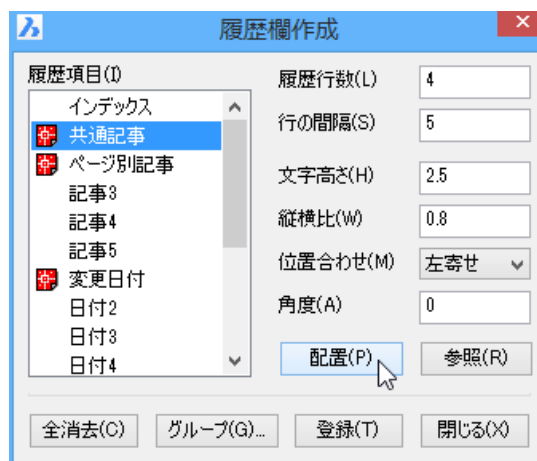 履歴欄作成
履歴項目(I)
インデックス
共通記事
ページ別記事
記事3
記事4
記事5
変更日付
日付2
日付3
日付4
履歴行数(L) 4
行の間隔(S) 5
文字高さ(H) 2.5
縦横比(W) 0.8
位置合わせ(M) 左寄せ
角度(A) 0
配置(P) 参照(R)
全消去(C) グループ(G)... 登録(T) 閉じる(X)